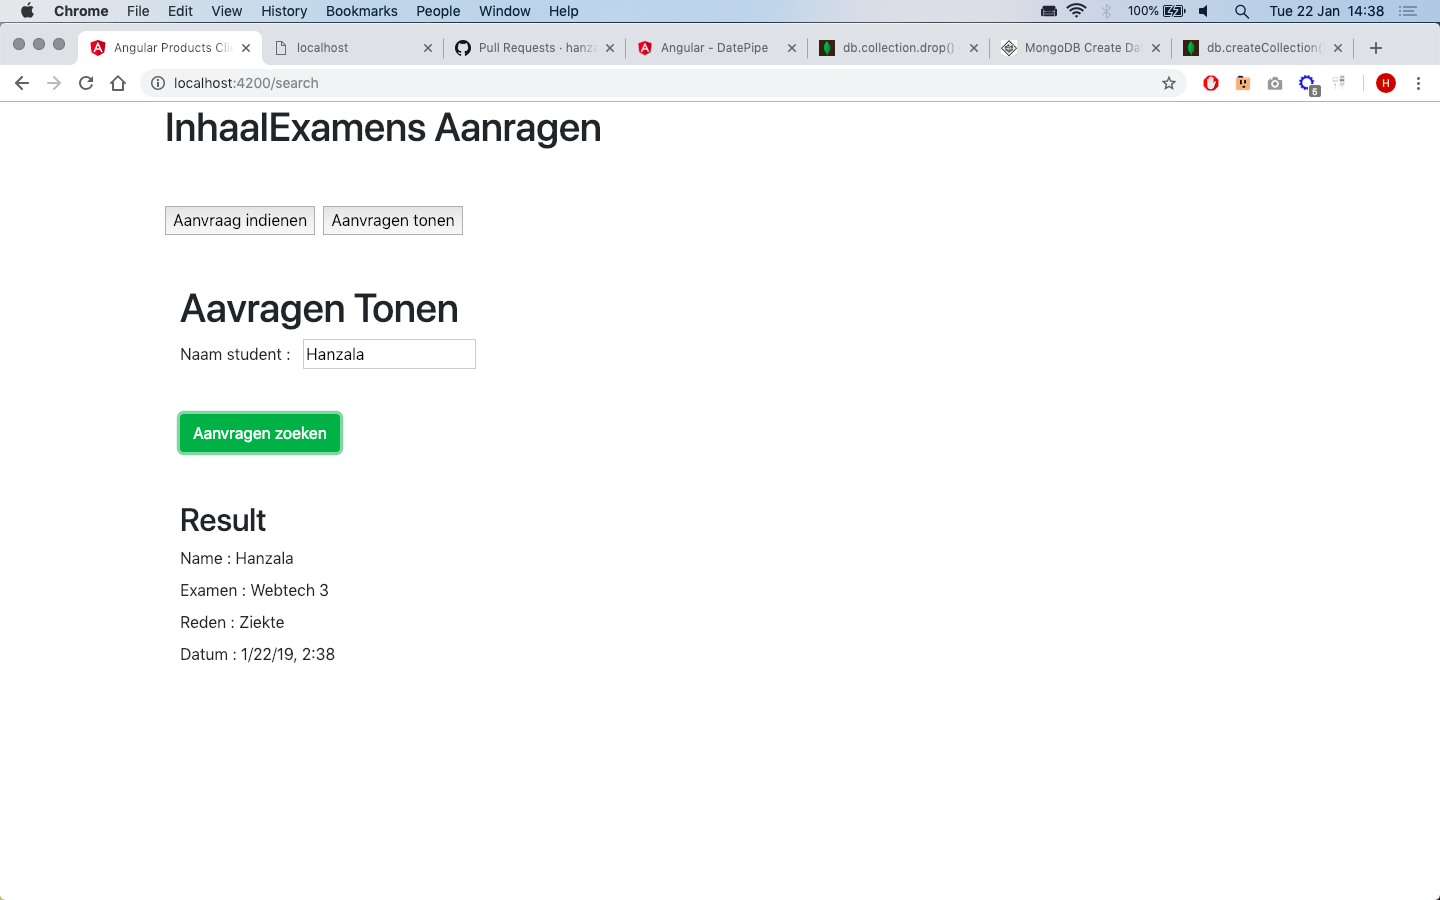 Chrome File Edit View History Bookmarks People Window Help 100% Tue 22 Jan 14:38
Angular Products Cli localhost Pull Requests · hanza Angular - DatePipe db.collection.drop() MongoDB Create Da db.createCollection(
localhost:4200/search 5 H
InhaalExamens Aanragen
Aanvraag indienen Aanvragen tonen
Aavragen Tonen
Naam student : Hanzala
Aanvragen zoeken
Result
Name : Hanzala
Examen : Webtech 3
Reden : Ziekte
Datum : 1/22/19, 2:38